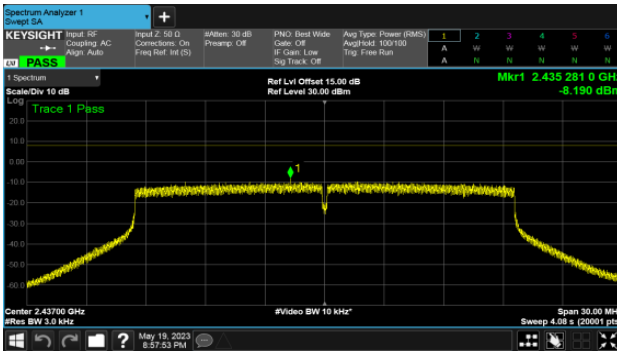 Spectrum Analyzer 1
Swept SA
KEYSIGHT
Input: RF
Coupling: AC
Align: Auto
Input Z: 50 Ω
Corrections: On
Freq Ref: Int (S)
#Atten: 30 dB
Preamp: Off
PNO: Best Wide
Gate: Off
IF Gain: Low
Sig Track: Off
Avg Type: Power (RMS)
Avg|Hold: 100/100
Trig: Free Run
1 2 3 4 5 6
A W W W W W
A N N N N N
LXI PASS
1 Spectrum
Scale/Div 10 dB
Ref Lvl Offset 15.00 dB
Ref Level 30.00 dBm
Mkr1 2.435 281 0 GHz
-8.190 dBm
Log
Trace 1 Pass
20.0
10.0
0.00
-10.0
-20.0
-30.0
-40.0
-50.0
-60.0
1
Center 2.43700 GHz
#Res BW 3.0 kHz
#Video BW 10 kHz*
Span 30.00 MH
Sweep 4.08 s (20001 pts
May 19, 2023
8:57:53 PM